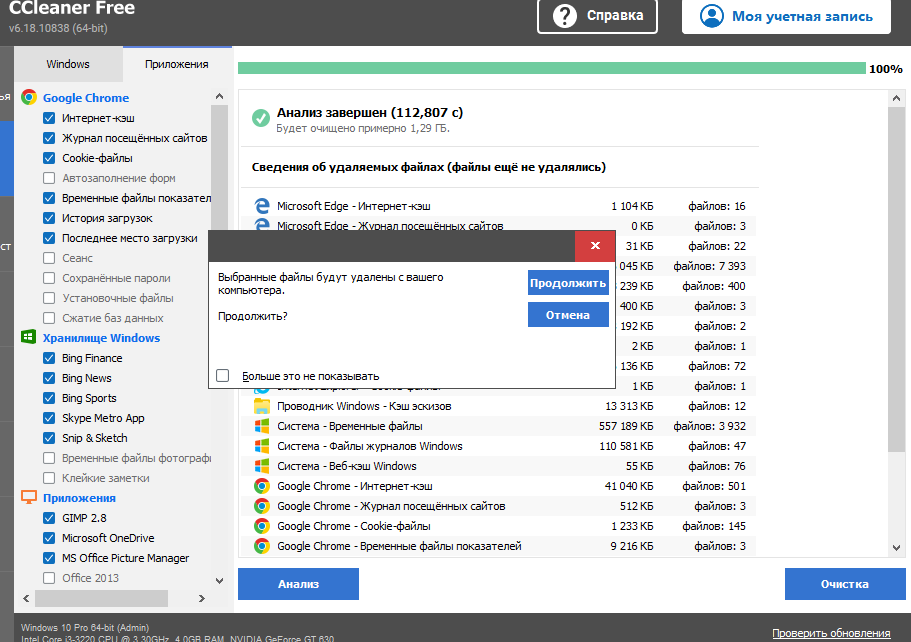 CCleaner Free
v6.18.10838 (64-bit)
Справка
Моя учетная запись
ья
ст
Windows
Приложения
Google Chrome
Интернет-кэш
Журнал посещённых сайтов
Cookie-файлы
Автозаполнение форм
Временные файлы показател
История загрузок
Последнее место загрузки
Сеанс
Сохранённые пароли
Установочные файлы
Сжатие баз данных
Хранилище Windows
Bing Finance
Bing News
Bing Sports
Skype Metro App
Snip & Sketch
Временные файлы фотографи
Клейкие заметки
Приложения
GIMP 2.8
Microsoft OneDrive
MS Office Picture Manager
Office 2013
100%
Анализ завершен (112,807 с)
Будет очищено примерно 1,29 ГБ.
Сведения об удаляемых файлах (файлы ещё не удалялись)
Microsoft Edge - Интернет-кэш 1 104 КБ файлов: 16
Microsoft Edge - Журнал посещённых сайтов 0 КБ файлов: 3
31 КБ файлов: 22
045 КБ файлов: 7 393
239 КБ файлов: 400
400 КБ файлов: 3
192 КБ файлов: 2
2 КБ файлов: 1
136 КБ файлов: 72
Internet Explorer - Cookie-файлы 1 КБ файлов: 1
Проводник Windows - Кэш эскизов 13 313 КБ файлов: 12
Система - Временные файлы 557 189 КБ файлов: 3 932
Система - Файлы журналов Windows 110 581 КБ файлов: 47
Система - Веб-кэш Windows 55 КБ файлов: 76
Google Chrome - Интернет-кэш 41 040 КБ файлов: 501
Google Chrome - Журнал посещённых сайтов 512 КБ файлов: 3
Google Chrome - Cookie-файлы 1 233 КБ файлов: 145
Google Chrome - Временные файлы показателей 9 216 КБ файлов: 3
Выбранные файлы будут удалены с вашего
компьютера.
Продолжить?
Продолжить
Отмена
Больше это не показывать
Анализ
Очистка
Windows 10 Pro 64-bit (Admin)
Intel Core i3-3220 CPU @ 3.30GHz, 4,0GB RAM, NVIDIA GeForce GT 630
Проверить обновления